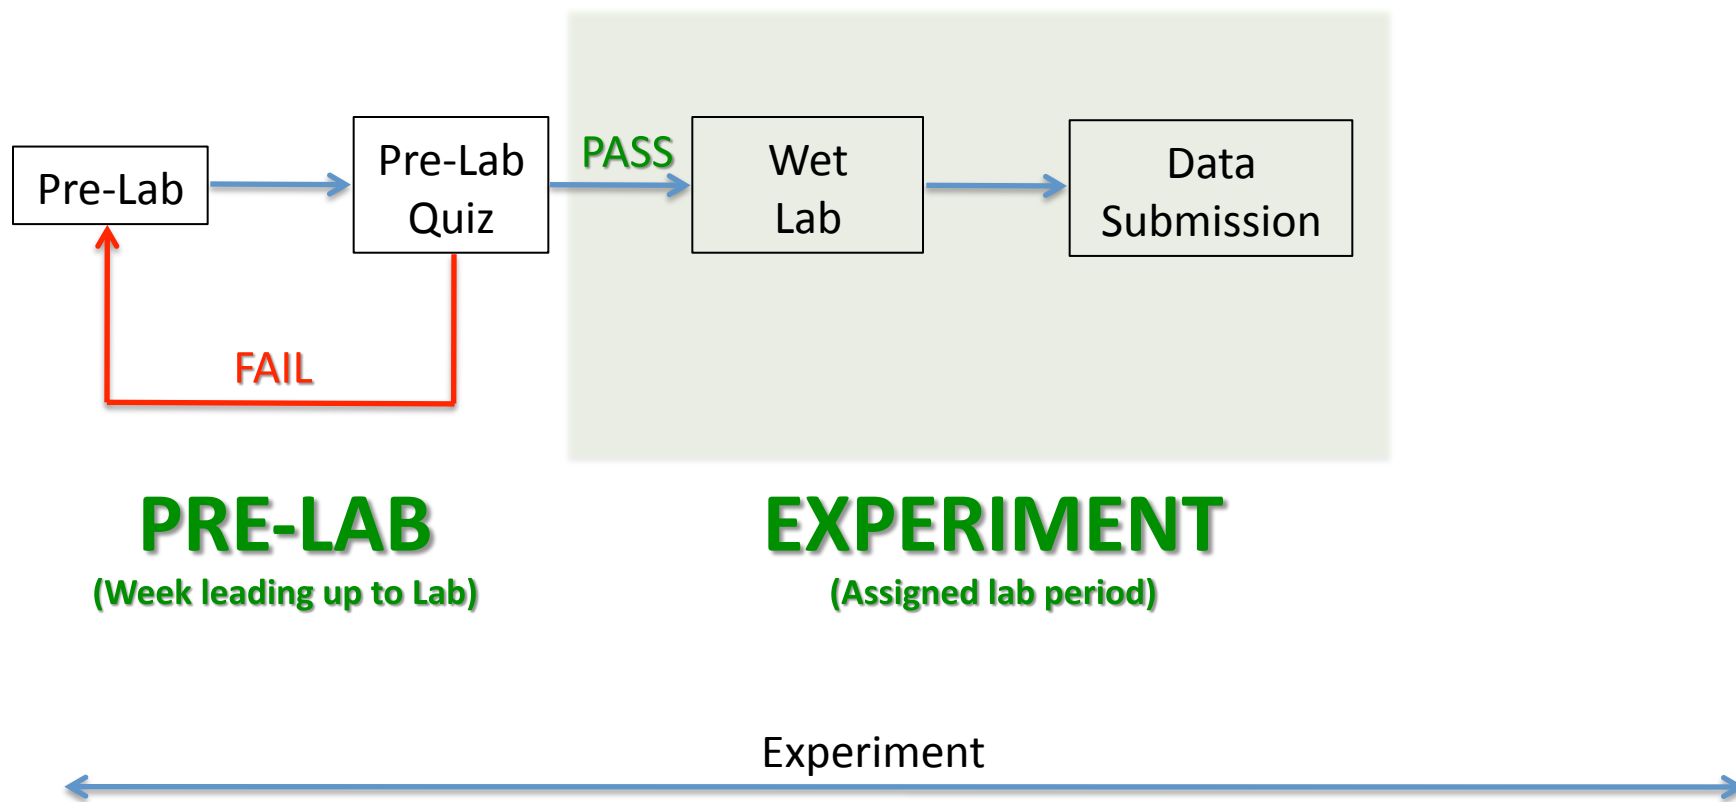 Pre-Lab
Pre-Lab
Quiz
PASS
Wet
Lab
Data
Submission
FAIL
PRE-LAB
(Week leading up to Lab)
EXPERIMENT
(Assigned lab period)
Experiment